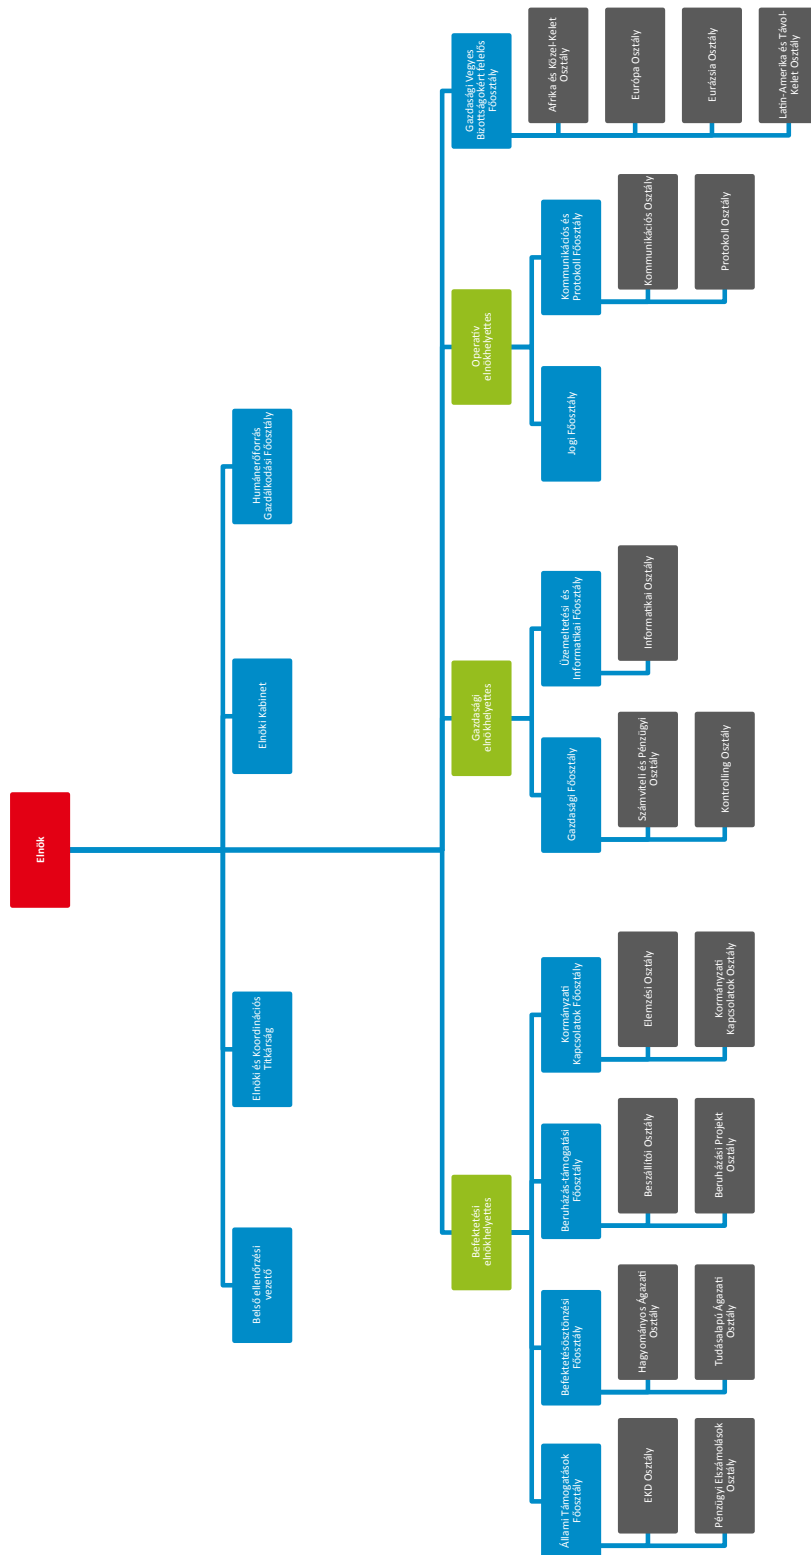 Elnök
Belső ellenőrzési
vezető
Elnöki és Koordinációs
Titkárság
Elnöki Kabinet
Humánerőforrás
Gazdálkodási Főosztály
Befektetési
elnökhelyettes
Gazdasági
elnökhelyettes
Operatív
elnökhelyettes
Gazdasági Vegyes
Bizottságokért felelős
Főosztály
Állami Támogatások
Főosztály
EKD Osztály
Pénzügyi Elszámolások
Osztály
Befektetésösztönzési
Főosztály
Hagyományos Ágazati
Osztály
Tudásalapú Ágazati
Osztály
Beruházás-támogatási
Főosztály
Beszállítói Osztály
Beruházási Projekt
Osztály
Kormányzati
Kapcsolatok Főosztály
Elemzési Osztály
Kormányzati
Kapcsolatok Osztály
Gazdasági Főosztály
Számviteli és Pénzügyi
Osztály
Kontrolling Osztály
Üzemeltetési és
Informatikai Főosztály
Informatikai Osztály
Jogi Főosztály
Kommunikációs és
Protokoll Főosztály
Kommunikációs Osztály
Protokoll Osztály
Afrika és Közel-Kelet
Osztály
Európa Osztály
Eurázsia Osztály
Latin-Amerika és Távol-
Kelet Osztály